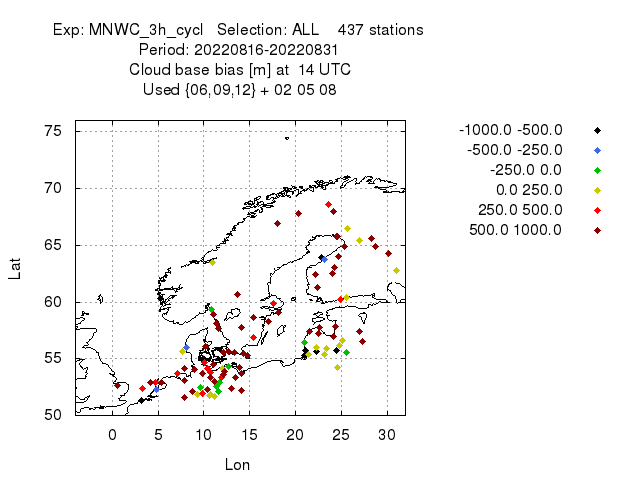 Exp: MNWC_3h_cycl   Selection: ALL    437 stations
Period: 20220816-20220831
Cloud base bias [m] at  14 UTC
Used {06,09,12} + 02 05 08
-1000.0 -500.0
-500.0 -250.0
-250.0 0.0
0.0 250.0
250.0 500.0
500.0 1000.0
75
70
65
60
55
50
Lat
0 5 10 15 20 25 30
Lon